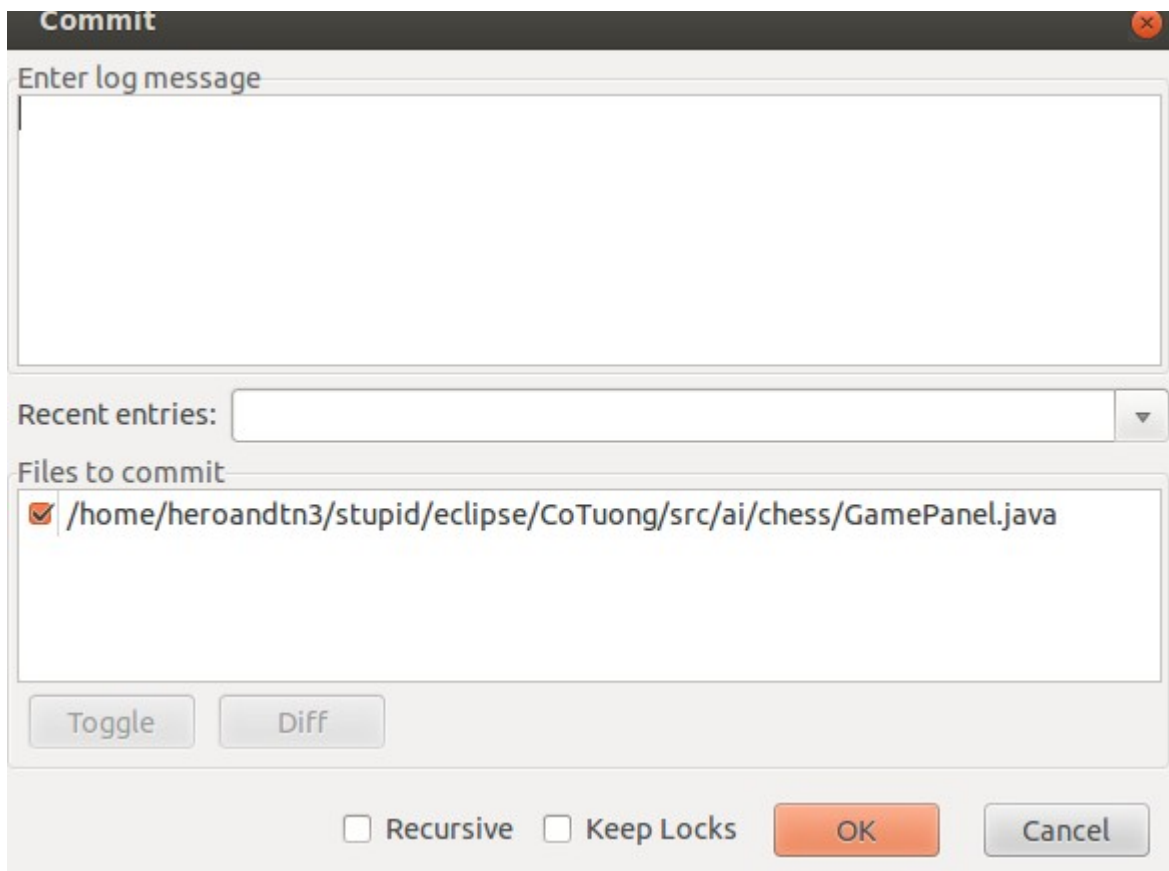 Commit
Enter log message
Recent entries:
Files to commit
/home/heroandtn3/stupid/eclipse/CoTuong/src/ai/chess/GamePanel.java
Toggle Diff
Recursive Keep Locks OK Cancel